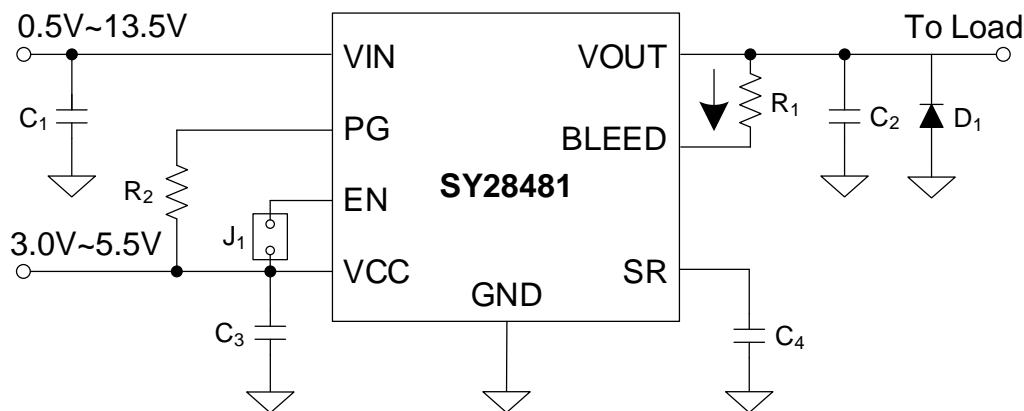 0.5V~13.5V
To Load
VIN
VOUT
C1
R1
C2
D1
PG
BLEED
R2
SY28481
EN
3.0V~5.5V
J1
VCC
SR
GND
C3
C4